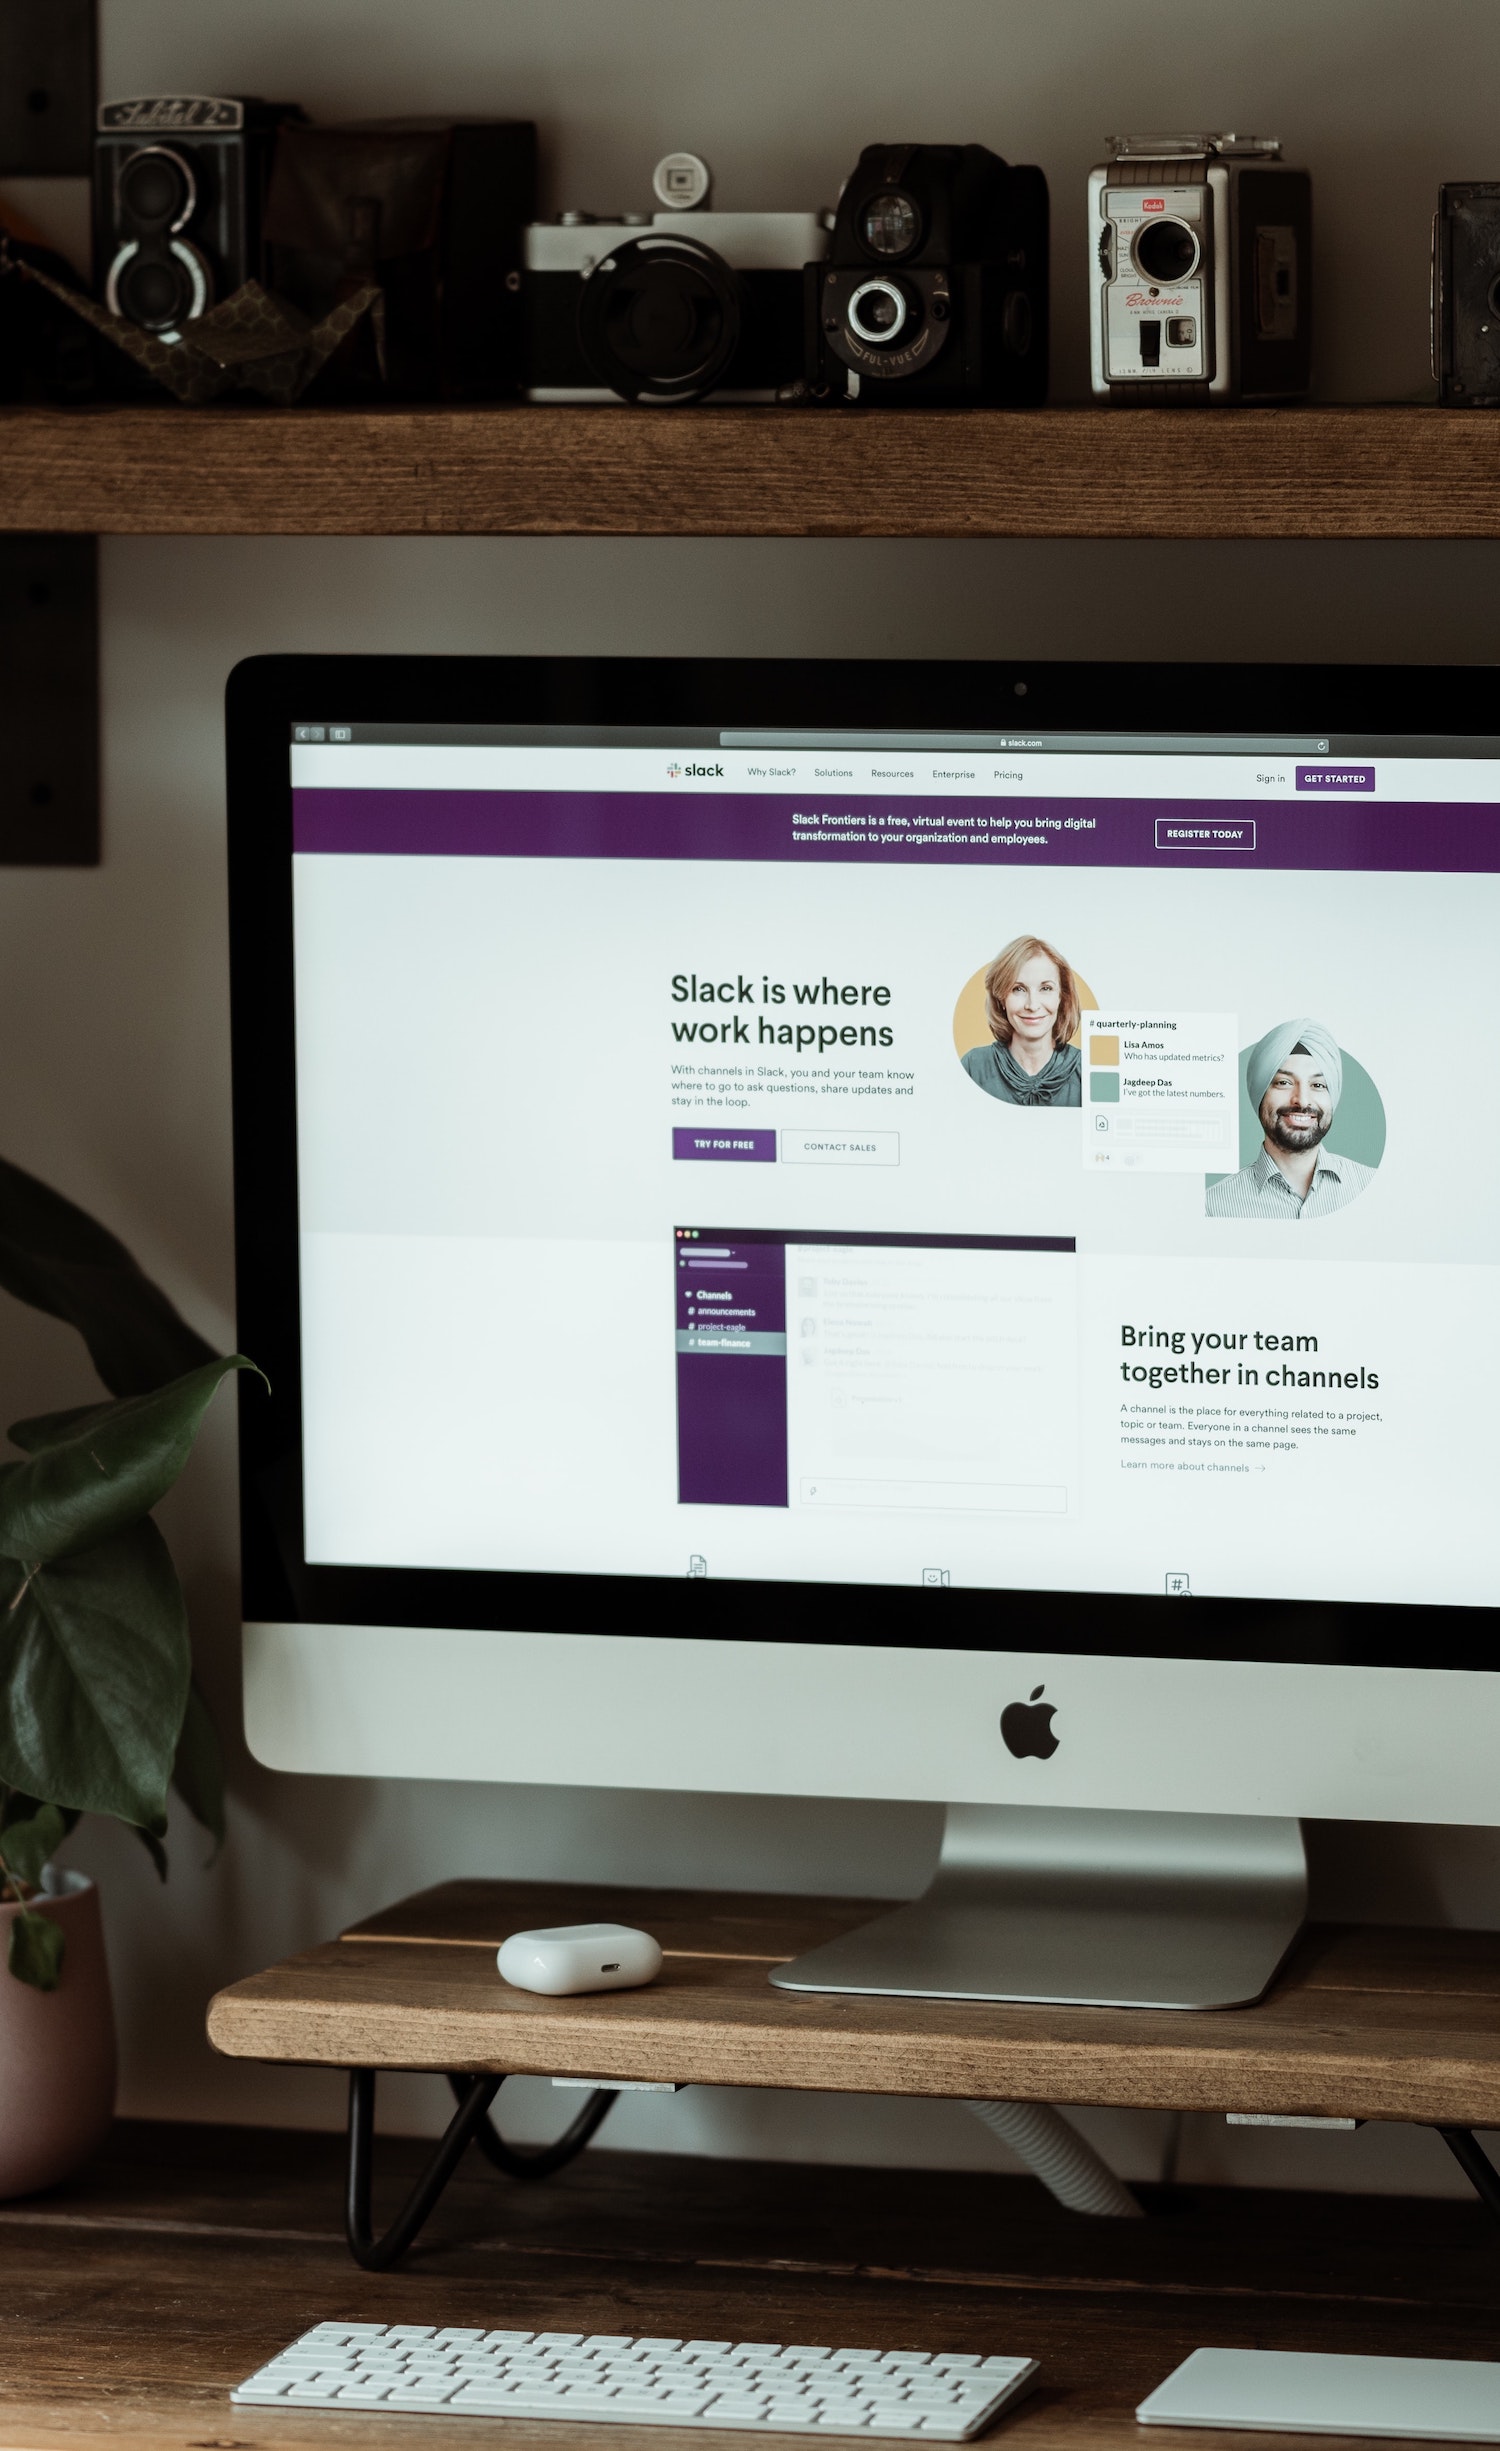 Lubitel 2
Kodak
BRIGHT
Brownie
FUL-VUE
slack.com
slack
Why Slack?
Solutions
Resources
Enterprise
Pricing
Sign in
GET STARTED
Slack Frontiers is a free, virtual event to help you bring digital
transformation to your organization and employees.
REGISTER TODAY
Slack is where
work happens
With channels in Slack, you and your team know
where to go to ask questions, share updates and
stay in the loop.
TRY FOR FREE
CONTACT SALES
# quarterly-planning
Lisa Amos
Who has updated metrics?
Jagdeep Das
I've got the latest numbers.
4
Channels
# announcements
# project-eagle
# team-finance
Jagdeep Das
Bring your team
together in channels
A channel is the place for everything related to a project,
topic or team. Everyone in a channel sees the same
messages and stays on the same page.
Learn more about channels →